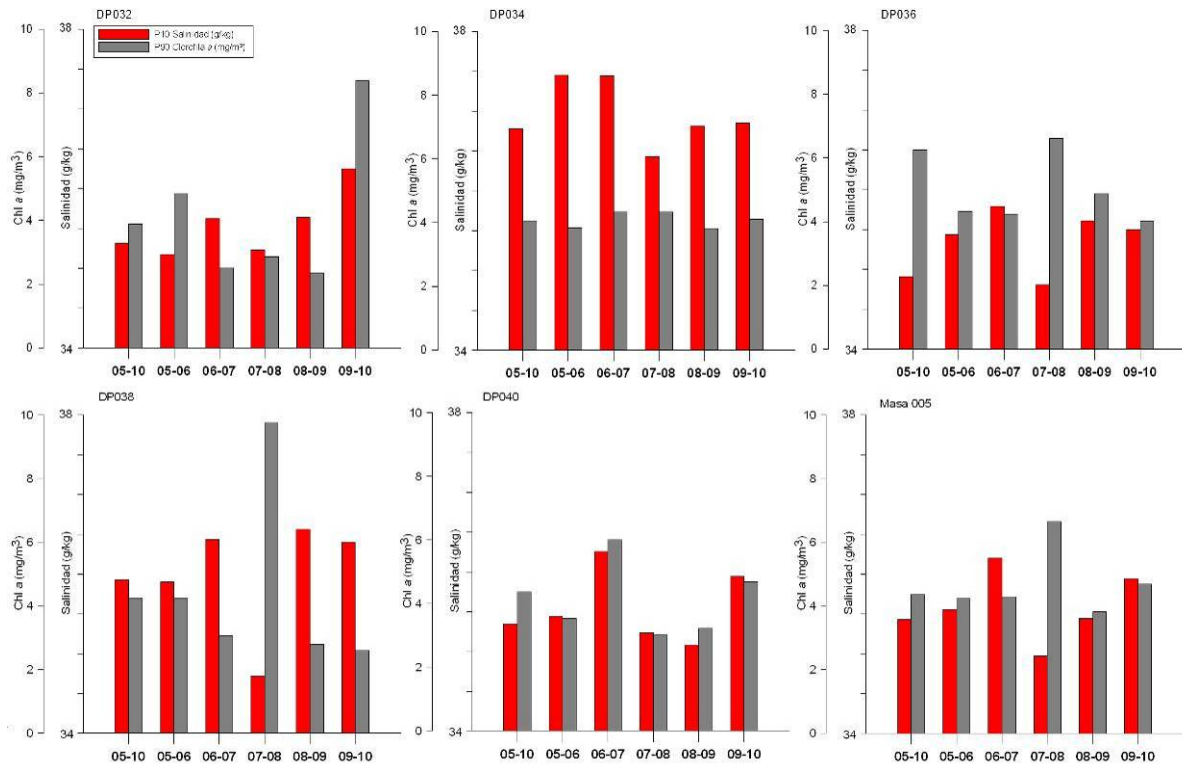 DP032
P10 Salinidad (g/kg)
P90 Clorofila a (mg/m³)
Chl a (mg/m³)
Salinidad (g/kg)
10
8
6
4
2
0
38
34
05-10 05-06 06-07 07-08 08-09 09-10
DP034
Chl a (mg/m³)
Salinidad (g/kg)
10
8
6
4
2
0
38
34
05-10 05-06 06-07 07-08 08-09 09-10
DP036
Chl a (mg/m³)
Salinidad (g/kg)
10
8
6
4
2
0
38
34
05-10 05-06 06-07 07-08 08-09 09-10
DP038
Chl a (mg/m³)
Salinidad (g/kg)
10
8
6
4
2
0
38
34
05-10 05-06 06-07 07-08 08-09 09-10
DP040
Chl a (mg/m³)
Salinidad (g/kg)
10
8
6
4
2
0
38
34
05-10 05-06 06-07 07-08 08-09 09-10
Masa 005
Chl a (mg/m³)
Salinidad (g/kg)
10
8
6
4
2
0
38
34
05-10 05-06 06-07 07-08 08-09 09-10